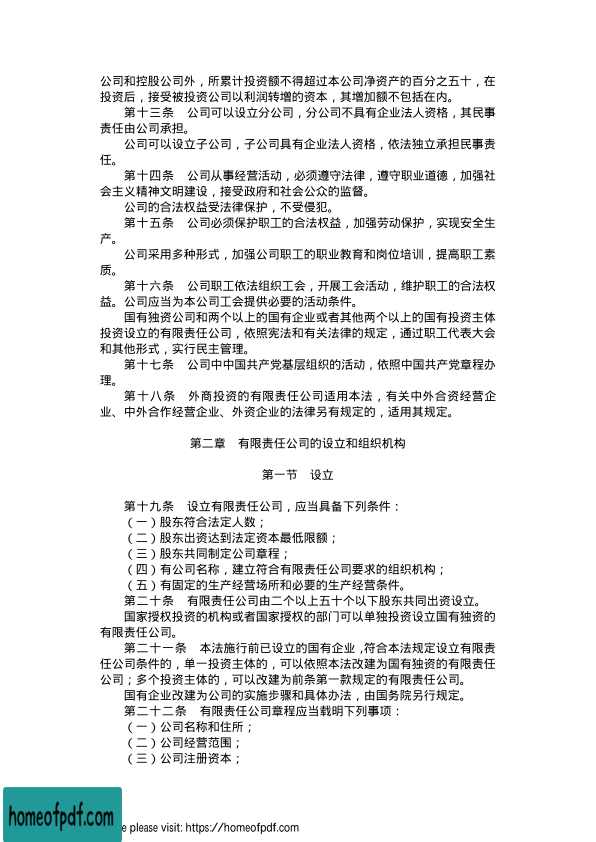 公司和控股公司外，所累计投资额不得超过本公司净资产的百分之五十，在
投资后，接受被投资公司以利润转增的资本，其增加额不包括在内。
第十三条　公司可以设立分公司，分公司不具有企业法人资格，其民事
责任由公司承担。
公司可以设立子公司，子公司具有企业法人资格，依法独立承担民事责
任。
第十四条　公司从事经营活动，必须遵守法律，遵守职业道德，加强社
会主义精神文明建设，接受政府和社会公众的监督。
公司的合法权益受法律保护，不受侵犯。
第十五条　公司必须保护职工的合法权益，加强劳动保护，实现安全生
产。
公司采用多种形式，加强公司职工的职业教育和岗位培训，提高职工素
质。
第十六条　公司职工依法组织工会，开展工会活动，维护职工的合法权
益。公司应当为本公司工会提供必要的活动条件。
国有独资公司和两个以上的国有企业或者其他两个以上的国有投资主体
投资设立的有限责任公司，依照宪法和有关法律的规定，通过职工代表大会
和其他形式，实行民主管理。
第十七条　公司中中国共产党基层组织的活动，依照中国共产党章程办
理。
第十八条　外商投资的有限责任公司适用本法，有关中外合资经营企
业、中外合作经营企业、外资企业的法律另有规定的，适用其规定。
第二章　有限责任公司的设立和组织机构
第一节　设立
第十九条　设立有限责任公司，应当具备下列条件：
（一）股东符合法定人数；
（二）股东出资达到法定资本最低限额；
（三）股东共同制定公司章程；
（四）有公司名称，建立符合有限责任公司要求的组织机构；
（五）有固定的生产经营场所和必要的生产经营条件。
第二十条　有限责任公司由二个以上五十个以下股东共同出资设立。
国家授权投资的机构或者国家授权的部门可以单独投资设立国有独资的
有限责任公司。
第二十一条　本法施行前已设立的国有企业，符合本法规定设立有限责
任公司条件的，单一投资主体的，可以依照本法改建为国有独资的有限责任
公司；多个投资主体的，可以改建为前条第一款规定的有限责任公司。
国有企业改建为公司的实施步骤和具体办法，由国务院另行规定。
第二十二条　有限责任公司章程应当载明下列事项：
（一）公司名称和住所；
（二）公司经营范围；
（三）公司注册资本；
homeofpdf.com
e please visit: https://homeofpdf.com